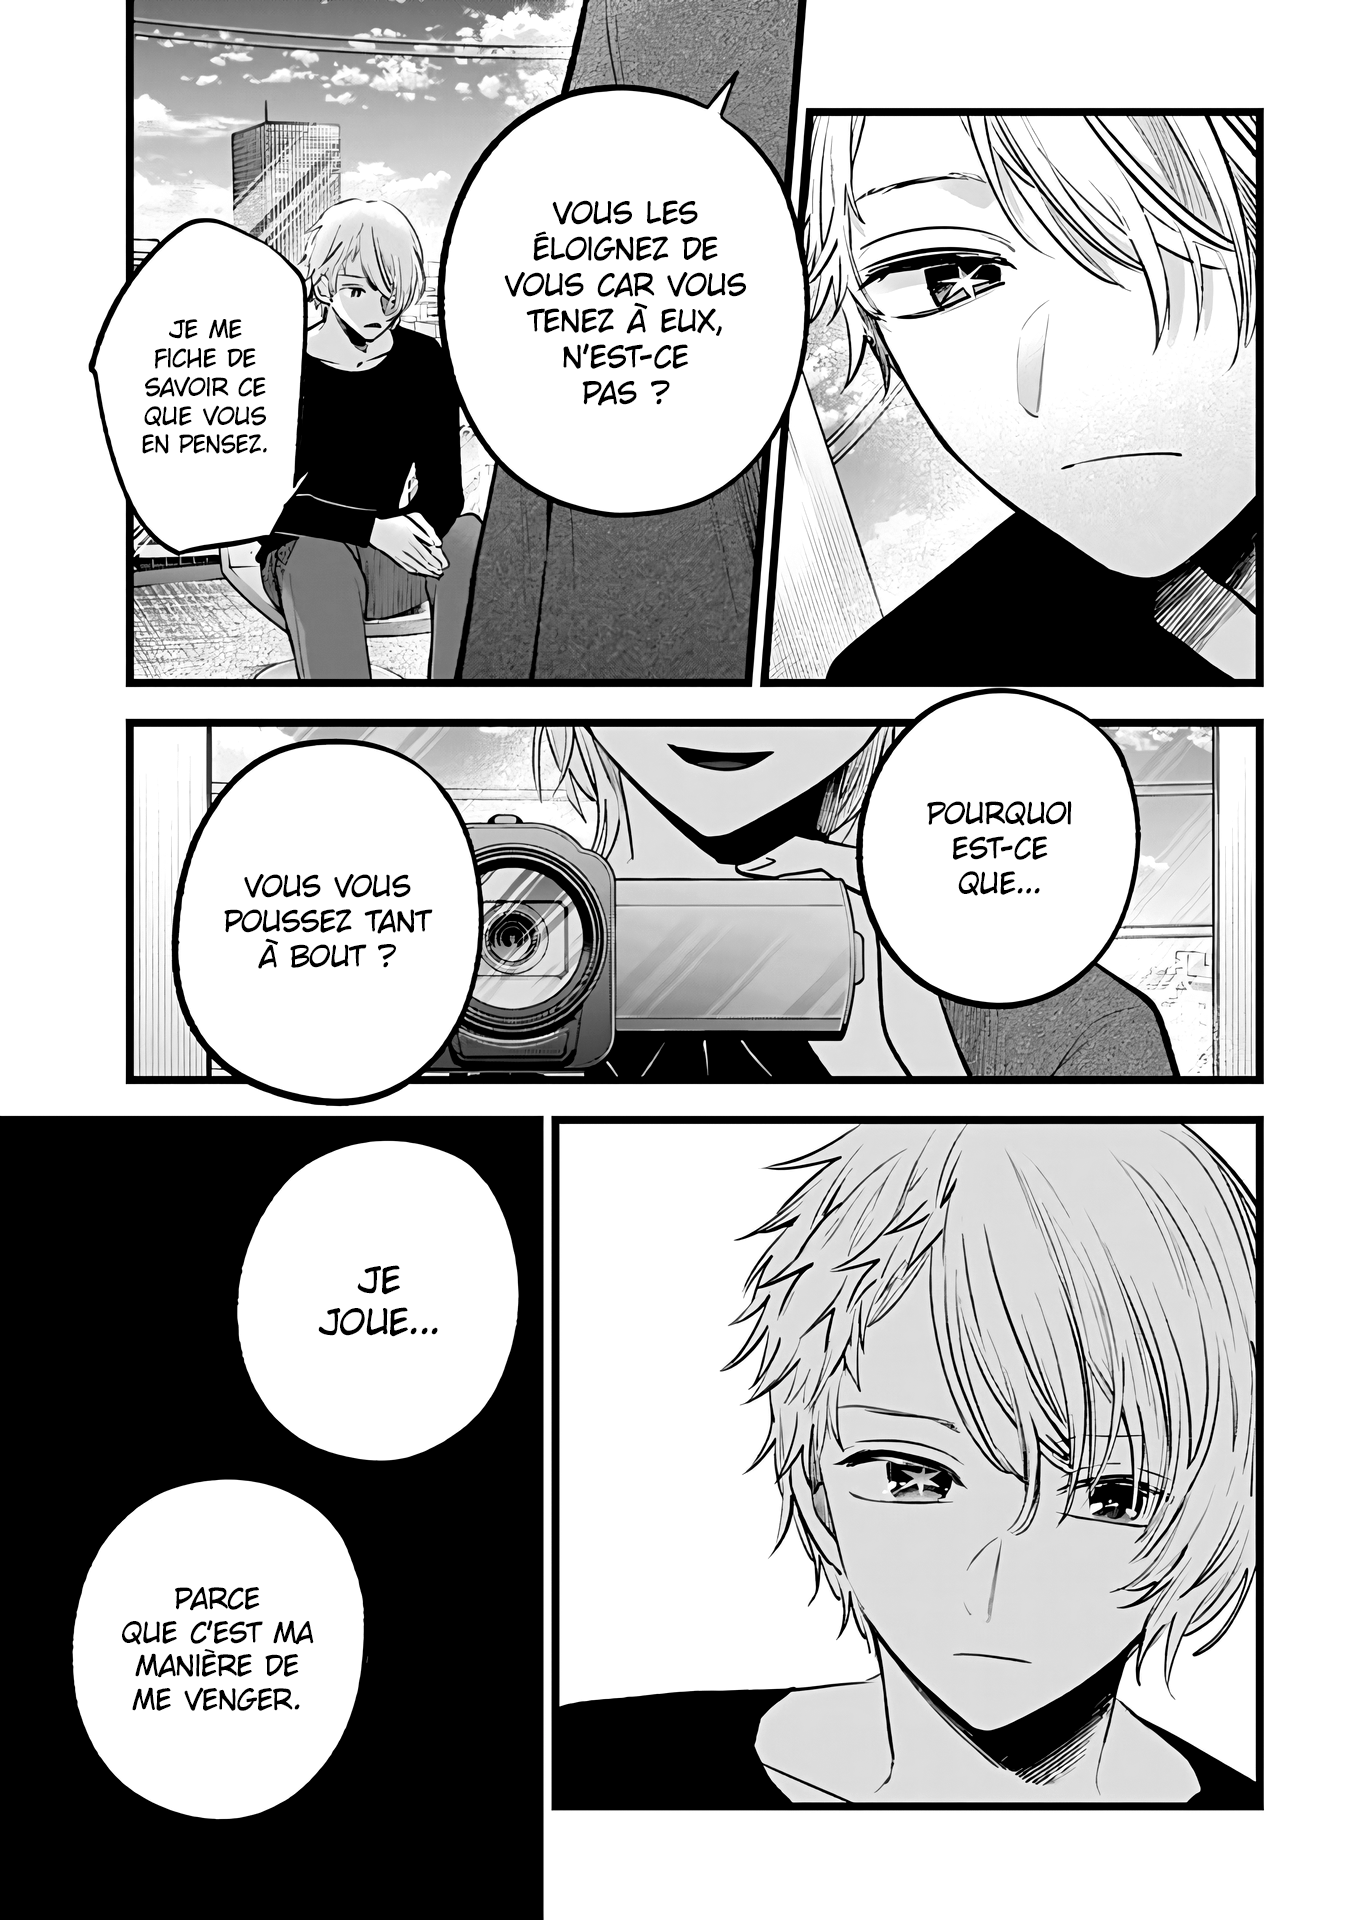 VOUS LES
ÉLOIGNEZ DE
VOUS CAR VOUS
TENEZ À EUX,
N'EST-CE
PAS ?
JE ME
FICHE DE
SAVOIR CE
QUE VOUS
EN PENSEZ.
POURQUOI
EST-CE
QUE...
VOUS VOUS
POUSSEZ TANT
À BOUT ?
JE
JOUE...
PARCE
QUE C'EST MA
MANIÈRE DE
ME VENGER.